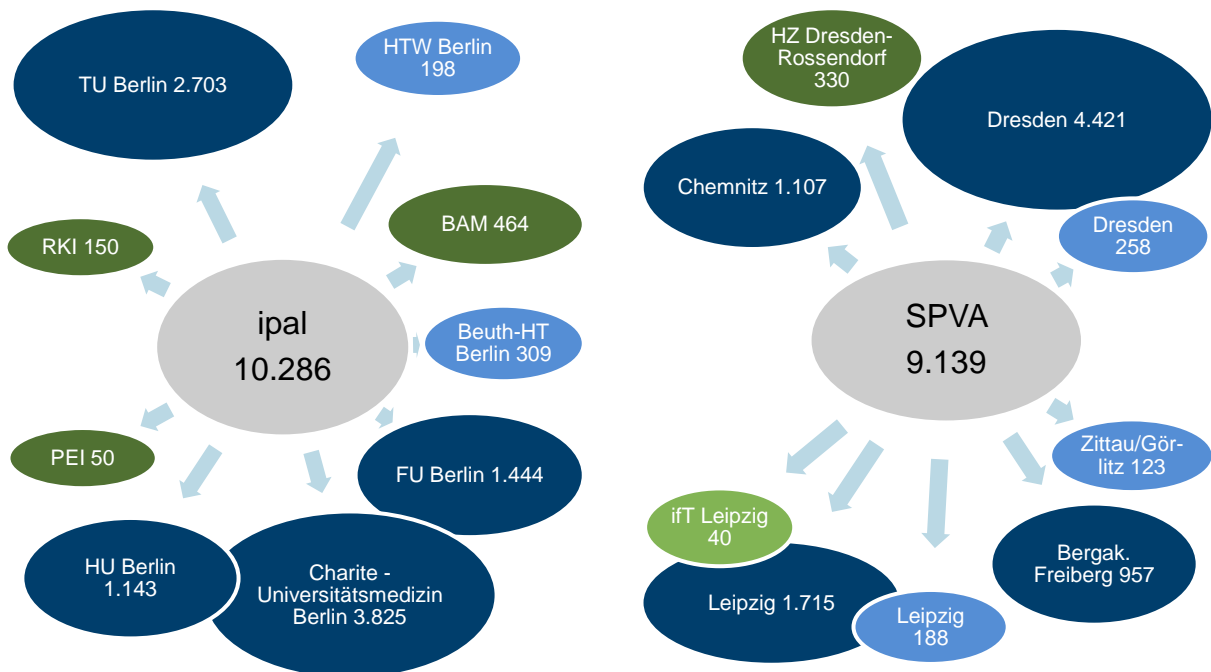 TU Berlin 2.703
HTW Berlin
198
RKI 150
BAM 464
ipal
10.286
Beuth-HT
Berlin 309
PEI 50
FU Berlin 1.444
HU Berlin
1.143
Charite -
Universitätsmedizin
Berlin 3.825
HZ Dresden-
Rossendorf
330
Dresden 4.421
Chemnitz 1.107
Dresden
258
SPVA
9.139
Zittau/Gör-
litz 123
ifT Leipzig
40
Bergak.
Freiberg 957
Leipzig 1.715
Leipzig
188